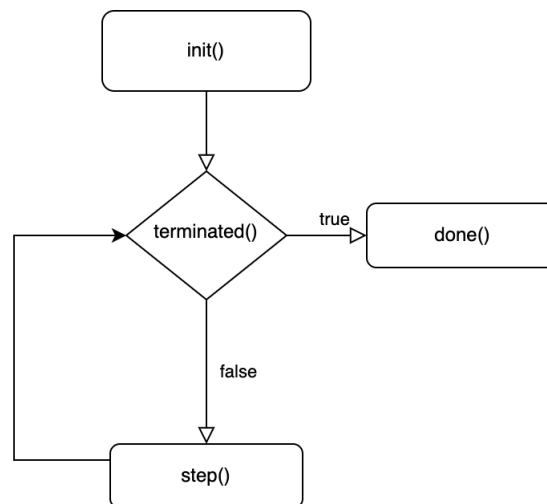 init()
terminated()
true
done()
false
step()